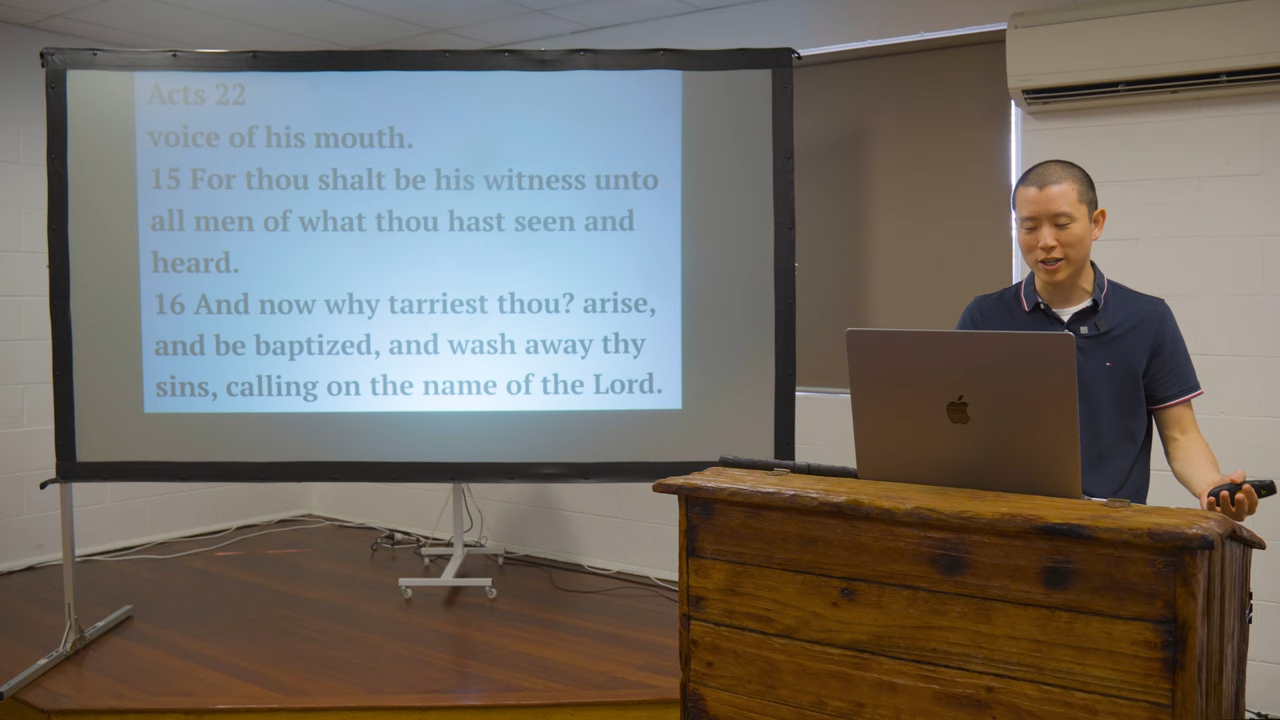 Acts 22
voice of his mouth.
15 For thou shalt be his witness unto
all men of what thou hast seen and
heard.
16 And now why tarriest thou? arise,
and be baptized, and wash away thy
sins, calling on the name of the Lord.